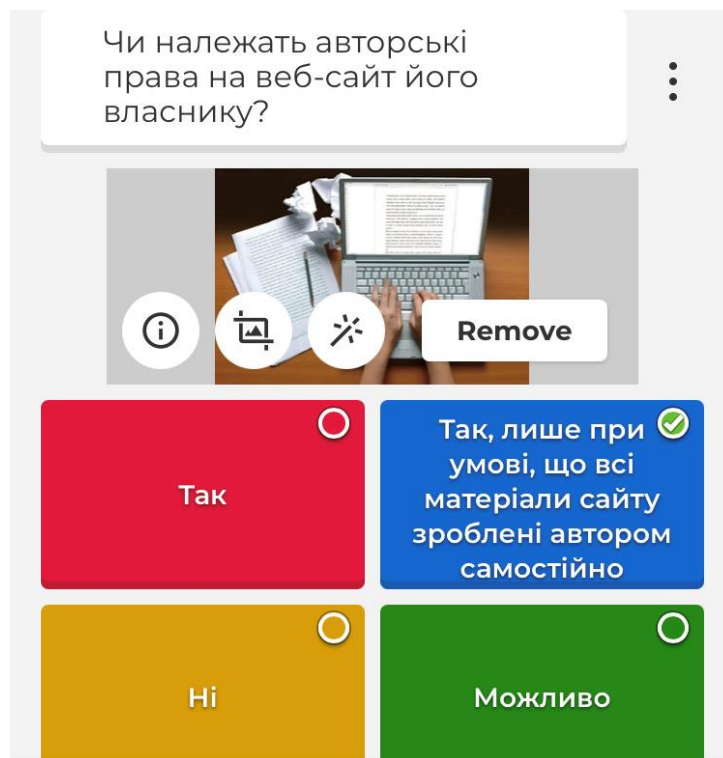 Чи належать авторські
права на веб-сайт його
власнику?
Remove
Так
Так, лише при
умові, що всі
матеріали сайту
зроблені автором
самостійно
Ні
Можливо